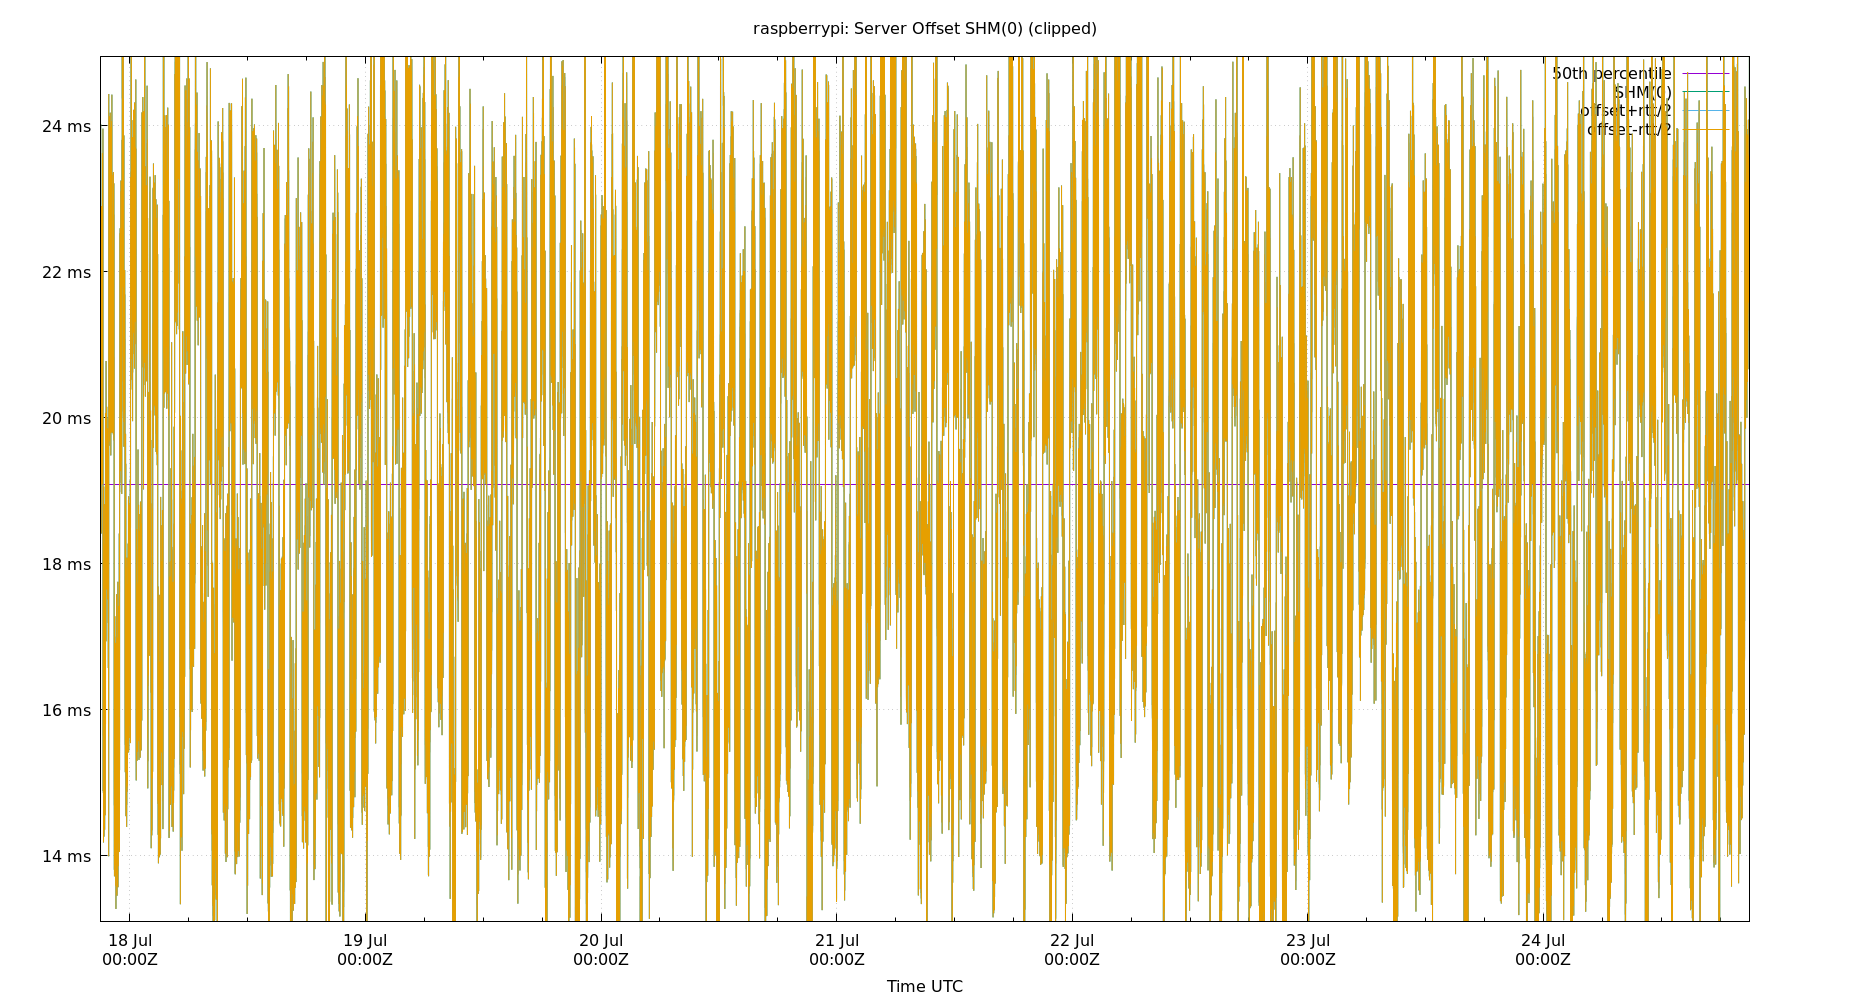 raspberrypi: Server Offset SHM(0) (clipped)
50th percentile
SHM(0)
offset+rtt/2
offset-rtt/2
24 ms
22 ms
20 ms
18 ms
16 ms
14 ms
18 Jul 19 Jul 20 Jul 21 Jul 22 Jul 23 Jul 24 Jul
00:00Z 00:00Z 00:00Z 00:00Z 00:00Z 00:00Z 00:00Z
Time UTC